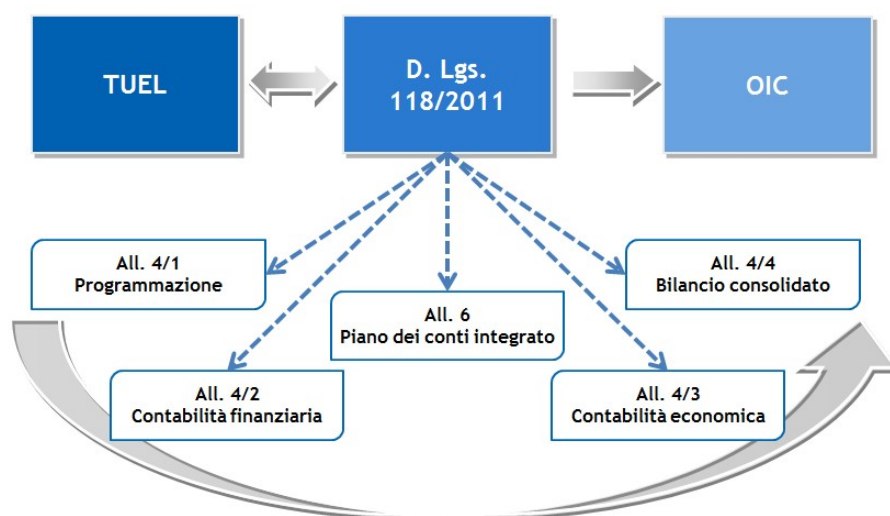 TUEL
D. Lgs.
118/2011
OIC
All. 4/1
Programmazione
All. 4/4
Bilancio consolidato
All. 6
Piano dei conti integrato
All. 4/2
Contabilità finanziaria
All. 4/3
Contabilità economica